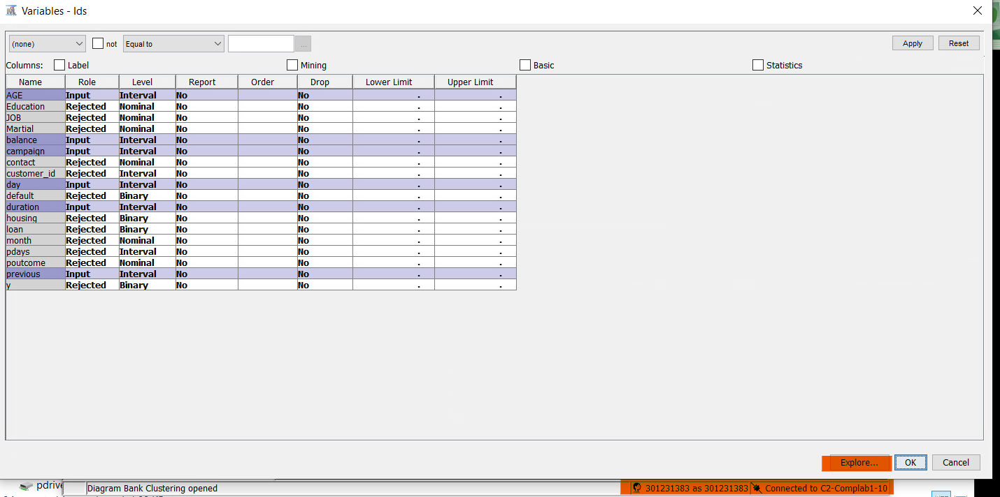 Variables - Ids
(none) not Equal to ... Apply Reset
Columns: Label Mining Basic Statistics
Name Role Level Report Order Drop Lower Limit Upper Limit
AGE Input Interval No No . .
Education Rejected Nominal No No . .
JOB Rejected Nominal No No . .
Martial Rejected Nominal No No . .
balance Input Interval No No . .
campaign Input Interval No No . .
contact Rejected Nominal No No . .
customer_id Rejected Interval No No . .
day Input Interval No No . .
default Rejected Binary No No . .
duration Input Interval No No . .
housing Rejected Binary No No . .
loan Rejected Binary No No . .
month Rejected Nominal No No . .
pdays Rejected Interval No No . .
poutcome Rejected Nominal No No . .
previous Input Interval No No . .
y Rejected Binary No No . .
Explore... OK Cancel
pdrive Diagram Bank Clustering opened 301231383 as 301231383 Connected to C2-Complab1-10